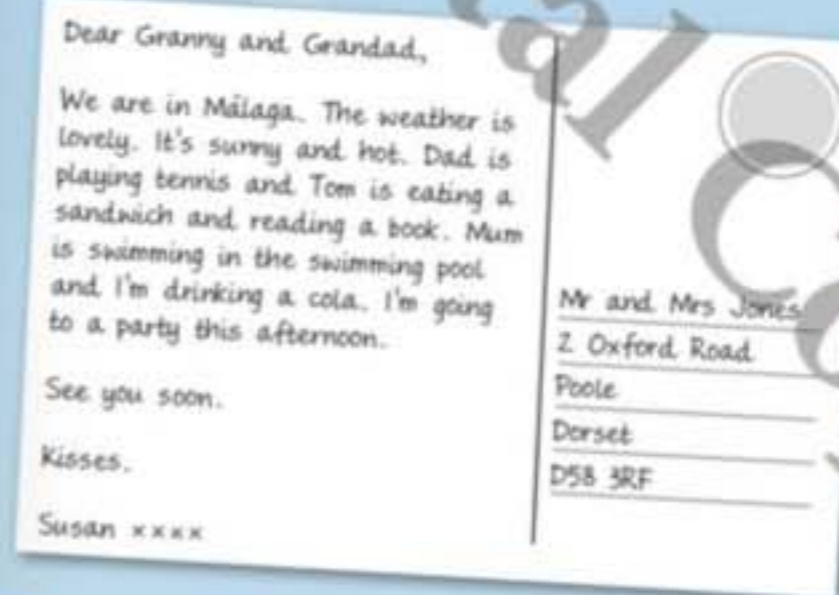 Dear Granny and Grandad,
We are in Málaga. The weather is
lovely. It's sunny and hot. Dad is
playing tennis and Tom is eating a
sandwich and reading a book. Mum
is swimming in the swimming pool
and I'm drinking a cola. I'm going
to a party this afternoon.
See you soon.
Kisses.
Susan xxxx
Mr and Mrs Jones
2 Oxford Road
Poole
Dorset
D58 3RF